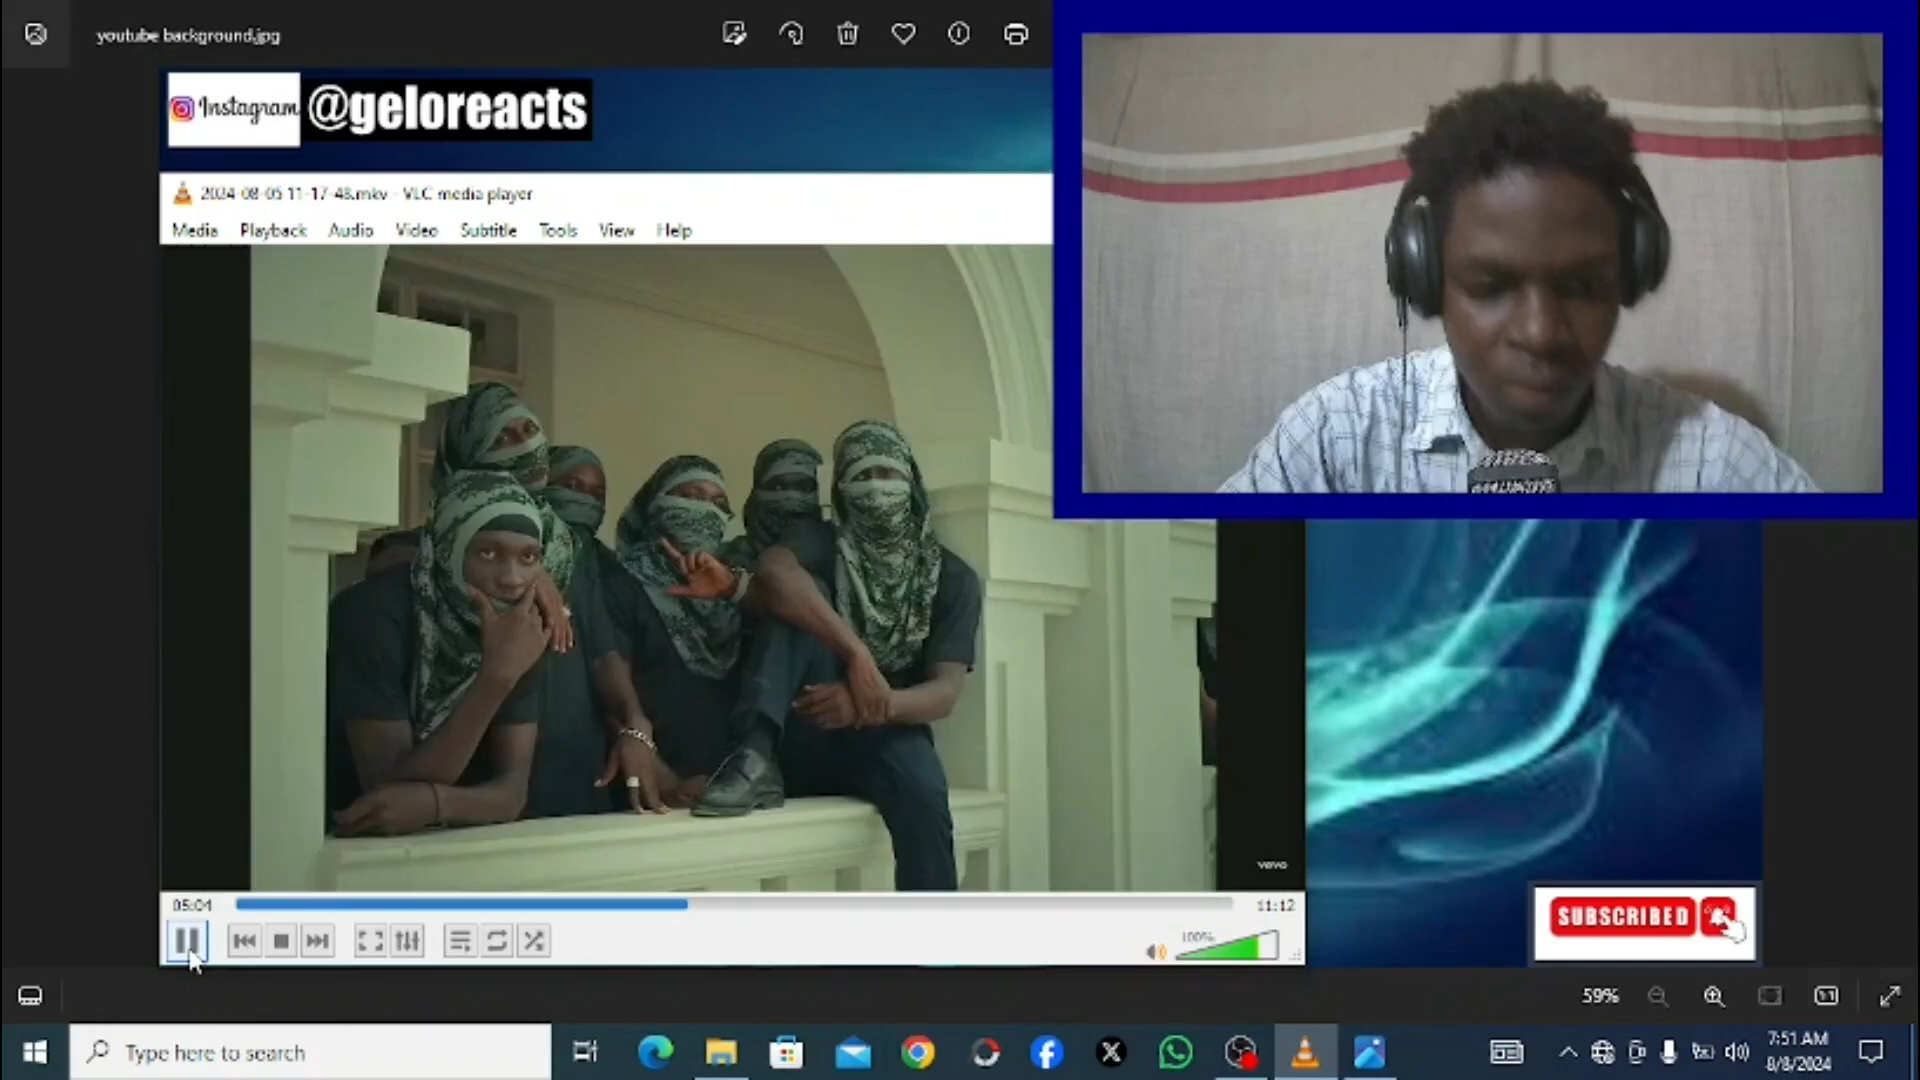 youtube background.jpg
Instagram @geloreacts
2024-08-05 11-17-43.mkv - VLC media player
Media Playback Audio Video Subtitle Tools View Help
vevo
05:04 11:12
100%
SUBSCRIBED
59%
Type here to search
7:51 AM
8/8/2024